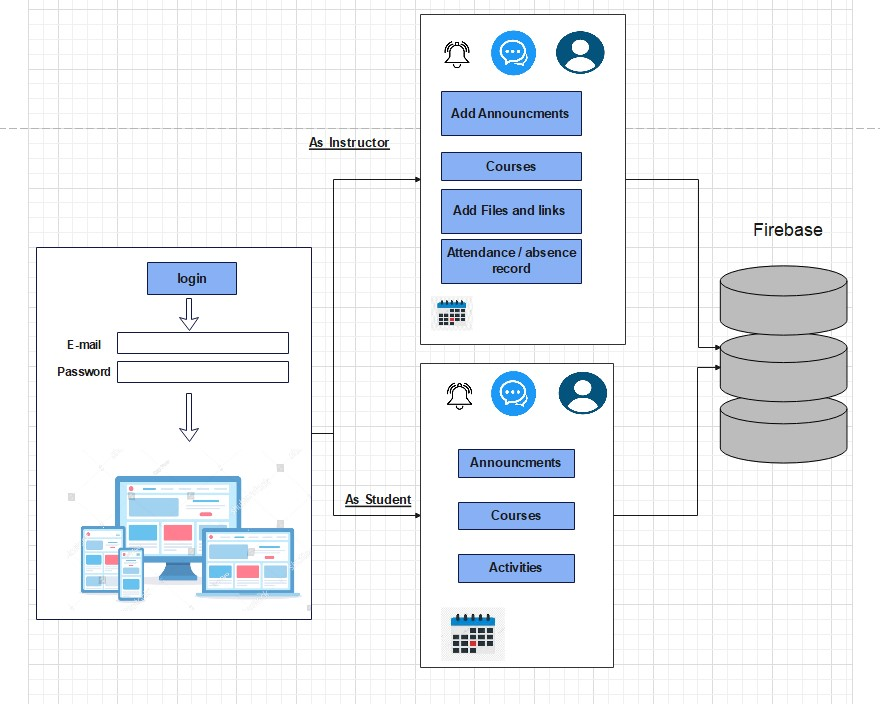 As Instructor
Add Announcments
Courses
Add Files and links
Attendance / absence
record
Firebase
login
E-mail
Password
As Student
Announcments
Courses
Activities